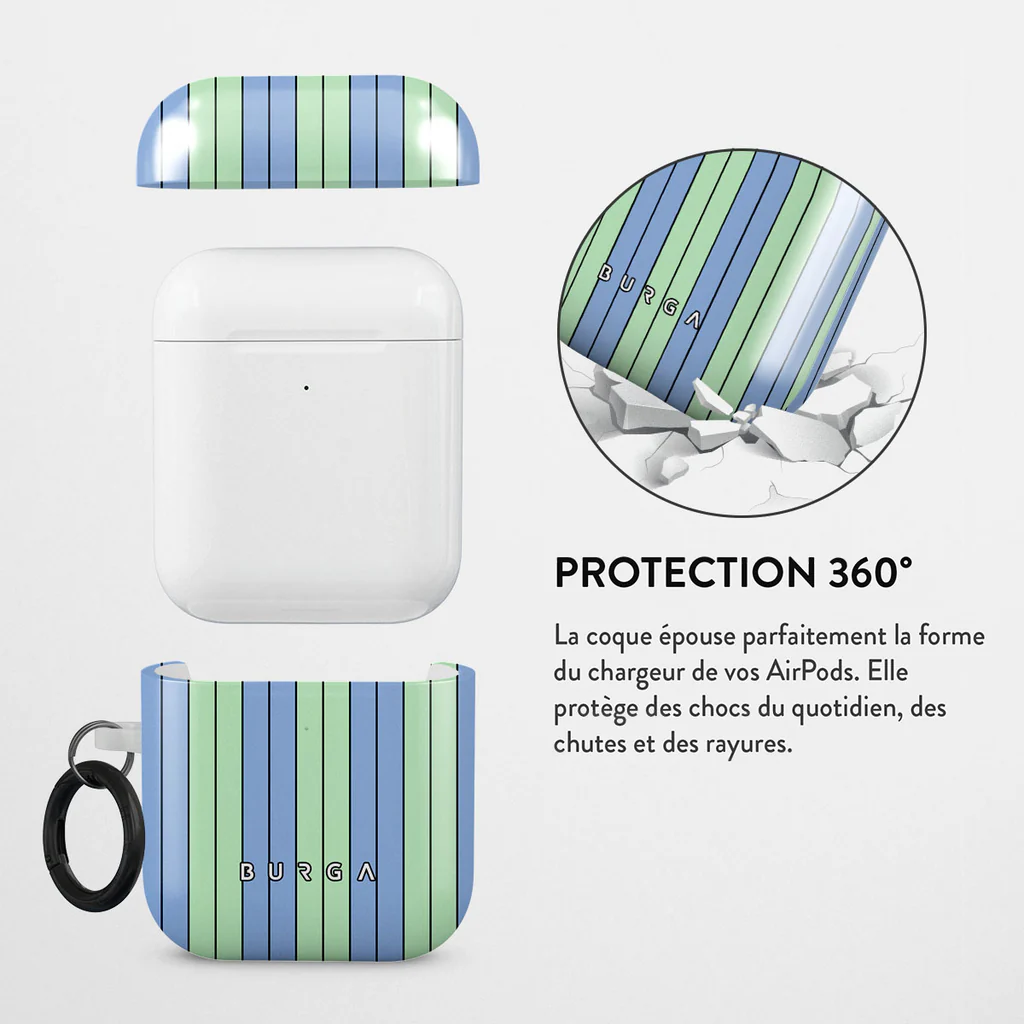 BURGA
PROTECTION 360°
La coque épouse parfaitement la forme
du chargeur de vos AirPods. Elle
protège des chocs du quotidien, des
chutes et des rayures.
BURGA